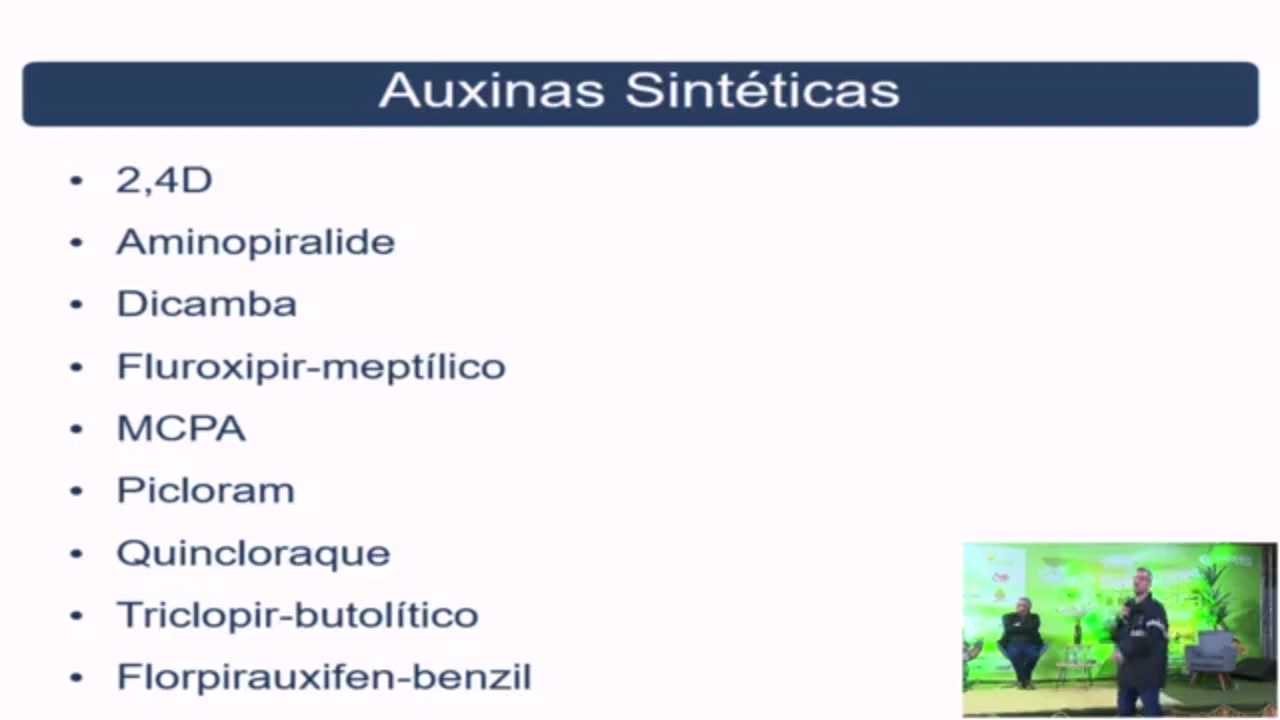 Auxinas Sintéticas
• 2,4D
• Aminopiralide
• Dicamba
• Fluroxipir-meptílico
• MCPA
• Picloram
• Quincloraque
• Triclopir-butolítico
• Florpirauxifen-benzil